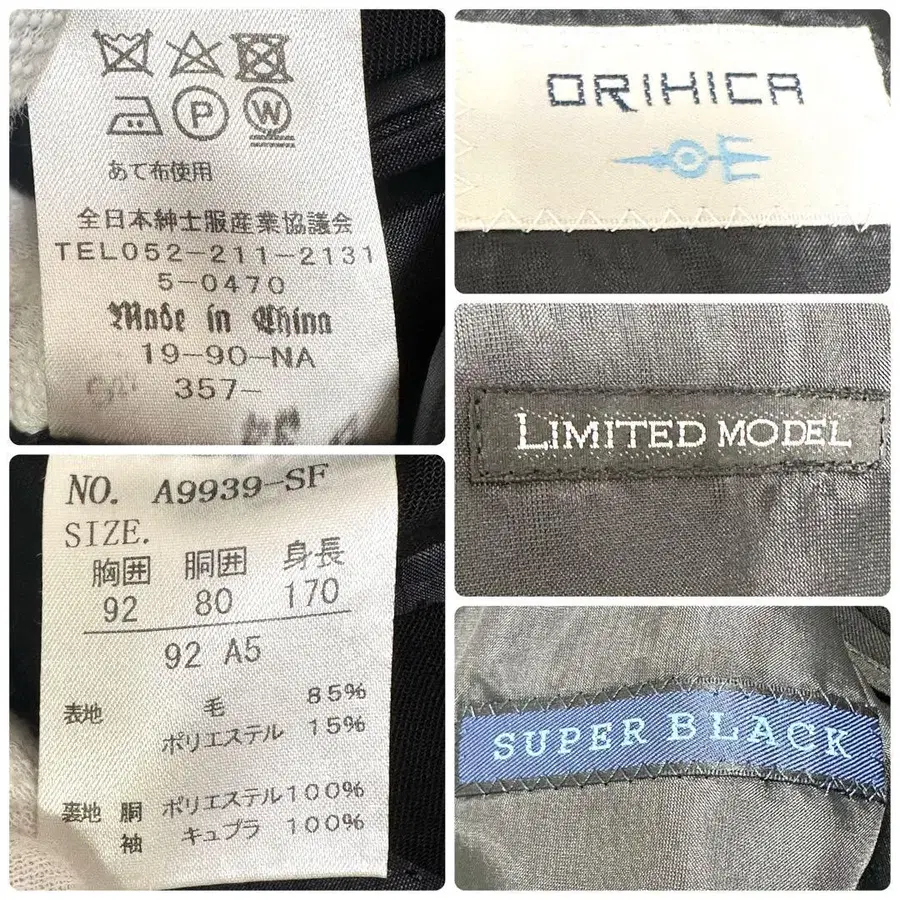 P
W
あて布使用
全日本紳士服産業協議会
TEL052-211-2131
5-0470
Made in China
19-90-NA
357-
ORIHICA
LIMITED MODEL
NO. A9939-SF
SIZE.
胸囲 胴囲 身長
92 80 170
92 A5
表地 毛 85%
ポリエステル 15%
裏地 胴 ポリエステル100%
袖 キュプラ 100%
SUPER BLACK